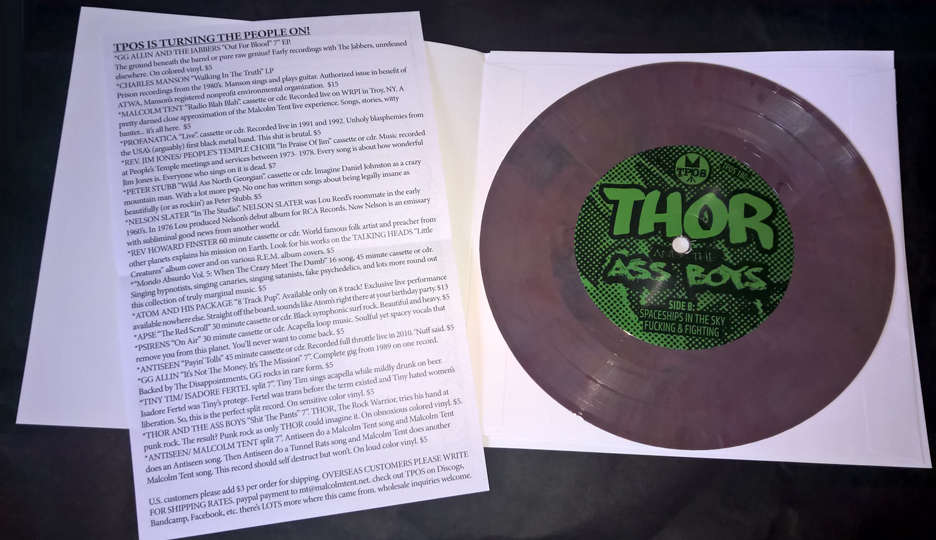 TPOS IS TURNING THE PEOPLE ON!
*GG ALLIN AND THE JABBERS "Out For Blood" 7" EP.
The ground beneath the barrel or pure raw genius? Early recordings with The Jabbers, unreleased
elsewhere. On colored vinyl. $5
*CHARLES MANSON "Walking In The Truth" LP
Prison recordings from the 1980's. Manson sings and plays guitar. Authorized issue in benefit of
ATWA, Manson's registered nonprofit environmental organization. $15
*MALCOLM TENT "Radio Blah Blah". cassette or cdr. Recorded live on WRPI in Troy, NY. A
pretty darned close approximation of the Malcolm Tent live experience. Songs, stories, witty
banter... it's all here. $5
*PROFANATICA "Live". cassette or cdr. Recorded live in 1991 and 1992. Unholy blasphemies from
the USA's (arguably) first black metal band. This shit is brutal. $5
*REV. JIM JONES/ PEOPLE'S TEMPLE CHOIR "In Praise Of Jim" cassette or cdr. Music recorded
at People's Temple meetings and services between 1973- 1978. Every song is about how wonderful
Jim Jones is. Everyone who sings on it is dead. $7
*PETER STUBB "Wild Ass North Georgian". cassette or cdr. Imagine Daniel Johnston as a crazy
mountain man. With a lot more pep. No one has written songs about being legally insane as
beautifully (or as rockin') as Peter Stubb. $5
*NELSON SLATER "In The Studio". NELSON SLATER was Lou Reed's roommate in the early
1960's. In 1976 Lou produced Nelson's debut album for RCA Records. Now Nelson is an emissary
with subliminal good news from another world.
*REV HOWARD FINSTER 60 minute cassette or cdr. World famous folk artist and preacher from
other planets explains his mission on Earth. Look for his works on the TALKING HEADS "Little
Creatures" album cover and on various R.E.M. album covers. $5
*"Mondo Absurdo Vol. 5: When The Crazy Meet The Dumb" 16 song, 45 minute cassette or cdr.
Singing hypnotists, singing canaries, singing satanists, fake psychedelics, and lots more round out
this collection of truly marginal music. $5
*ATOM AND HIS PACKAGE "8 Track Pup". Available only on 8 track! Exclusive live performance
available nowhere else. Straight off the board, sounds like Atom's right there at your birthday party. $13
*APSE "The Red Scroll" 30 minute cassette or cdr. Black symphonic surf rock. Beautiful and heavy. $5
*PSIRENS "On Air" 30 minute cassette or cdr. Acapella loop music. Soulful yet spacey vocals that
remove you from this planet. You'll never want to come back. $5
*ANTISEEN "Payin' Tolls" 45 minute cassette or cdr. Recorded full throttle live in 2010. 'Nuff said. $5
*GG ALLIN "It's Not The Money, It's The Mission" 7". Complete gig from 1989 on one record.
Backed by The Disappointments, GG rocks in rare form. $5
*TINY TIM/ ISADORE FERTEL split 7". Tiny Tim sings acapella while mildly drunk on beer.
Isadore Fertel was Tiny's protege. Fertel was trans before the term existed and Tiny hated women's
liberation. So, this is the perfect split record. On sensitive color vinyl. $5
*THOR AND THE ASS BOYS "Shit The Pants" 7". THOR, The Rock Warrior, tries his hand at
punk rock. The result? Punk rock as only THOR could imagine it. On obnoxious colored vinyl. $5.
*ANTISEEN/ MALCOLM TENT split 7". Antiseen do a Malcolm Tent song and Malcolm Tent
does an Antiseen song. Then Antiseen do a Tunnel Rats song and Malcolm Tent does another
Malcolm Tent song. This record should self destruct but won't. On loud color vinyl. $5
U.S. customers please add $3 per order for shipping. OVERSEAS CUSTOMERS PLEASE WRITE
FOR SHIPPING RATES. paypal payment to mt@malcolmtent.net. check out TPOS on Discogs,
Bandcamp, Facebook, etc. there's LOTS more where this came from. wholesale inquiries welcome.
TPOS
THOR
AND THE
ASS BOYS
SIDE B:
SPACESHIPS IN THE SKY
FUCKING & FIGHTING